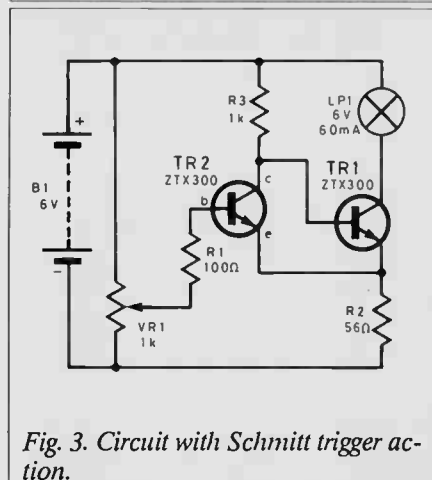 R3
1k
LP1
6V
60mA
+
TR2
ZTX300
TR1
ZTX300
c
b
e
B1
6V
R1
100Ω
−
VR1
1k
R2
56Ω
Fig. 3. Circuit with Schmitt trigger ac-
tion.